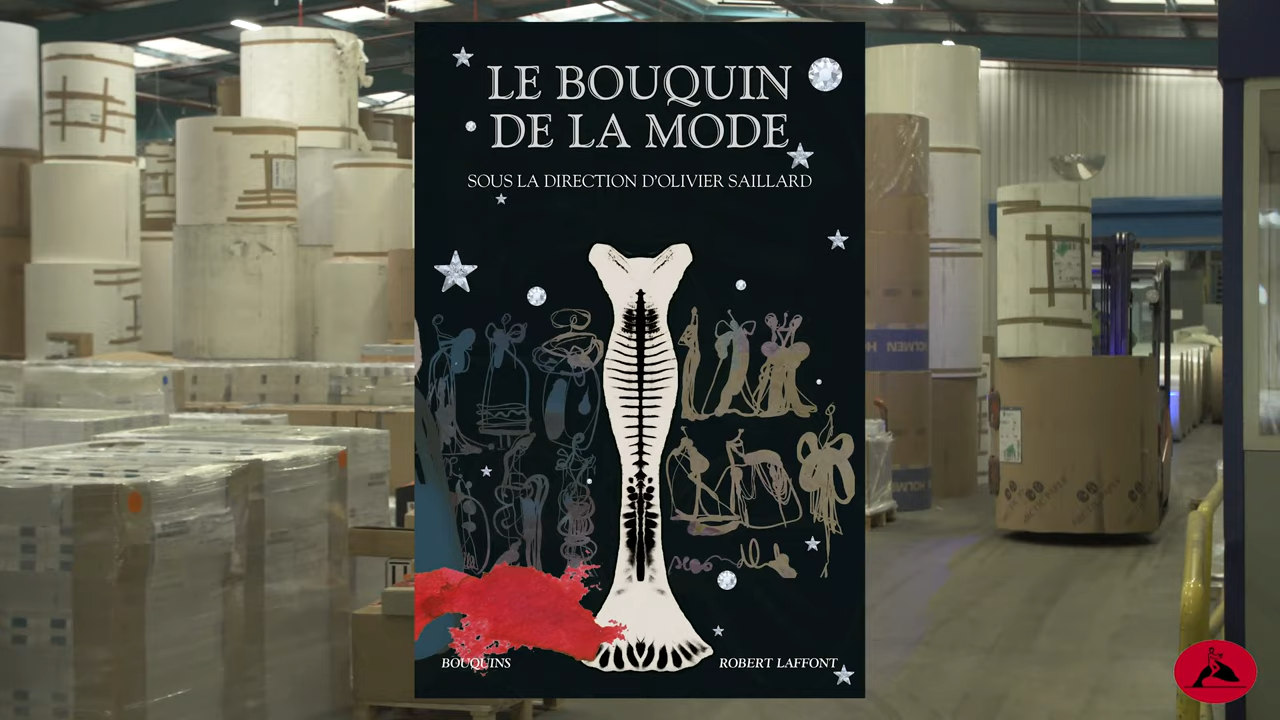 LE BOUQUIN
DE LA MODE
SOUS LA DIRECTION D'OLIVIER SAILLARD
BOUQUINS
ROBERT LAFFONT